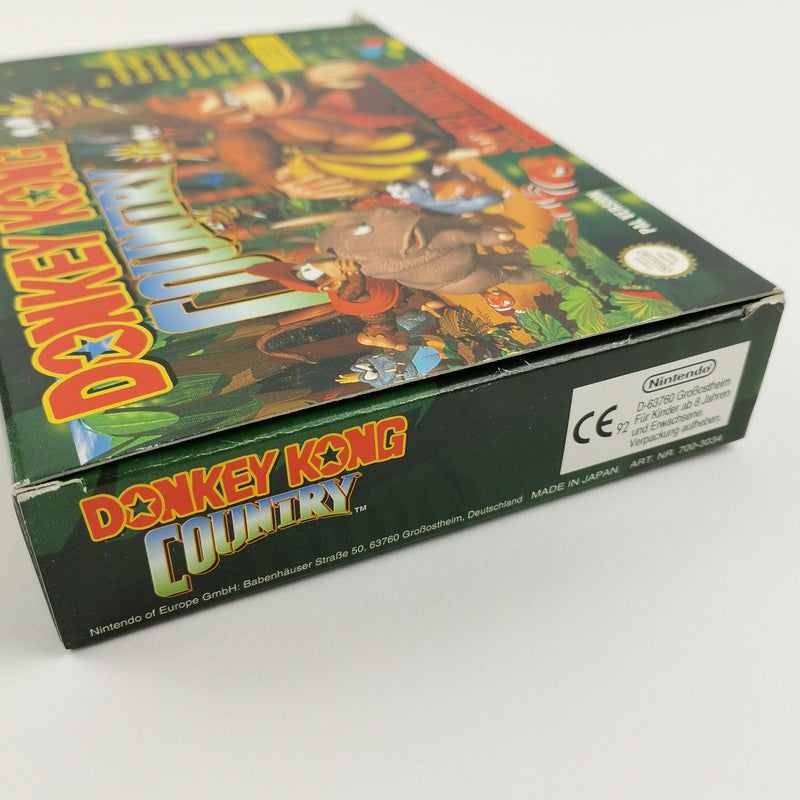 DONKEY KONG
COUNTRY
PAL VERSION
DONKEY KONG
COUNTRY™
Nintendo
CE 92
D-63760 Großostheim
Für Kinder ab 8 Jahren
und Erwachsene.
Verpackung aufheben.
MADE IN JAPAN ART. NR. 700-3034
Nintendo of Europe GmbH: Babenhäuser Straße 50, 63760 Großostheim, Deutschland